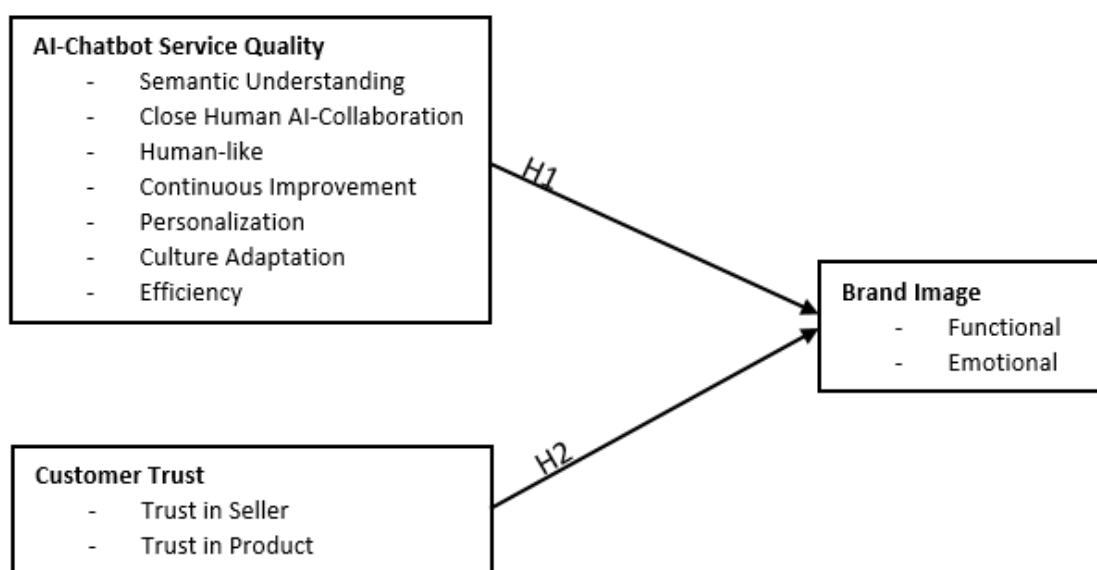 AI-Chatbot Service Quality
- Semantic Understanding
- Close Human AI-Collaboration
- Human-like
- Continuous Improvement
- Personalization
- Culture Adaptation
- Efficiency
H1
Brand Image
- Functional
- Emotional
H2
Customer Trust
- Trust in Seller
- Trust in Product